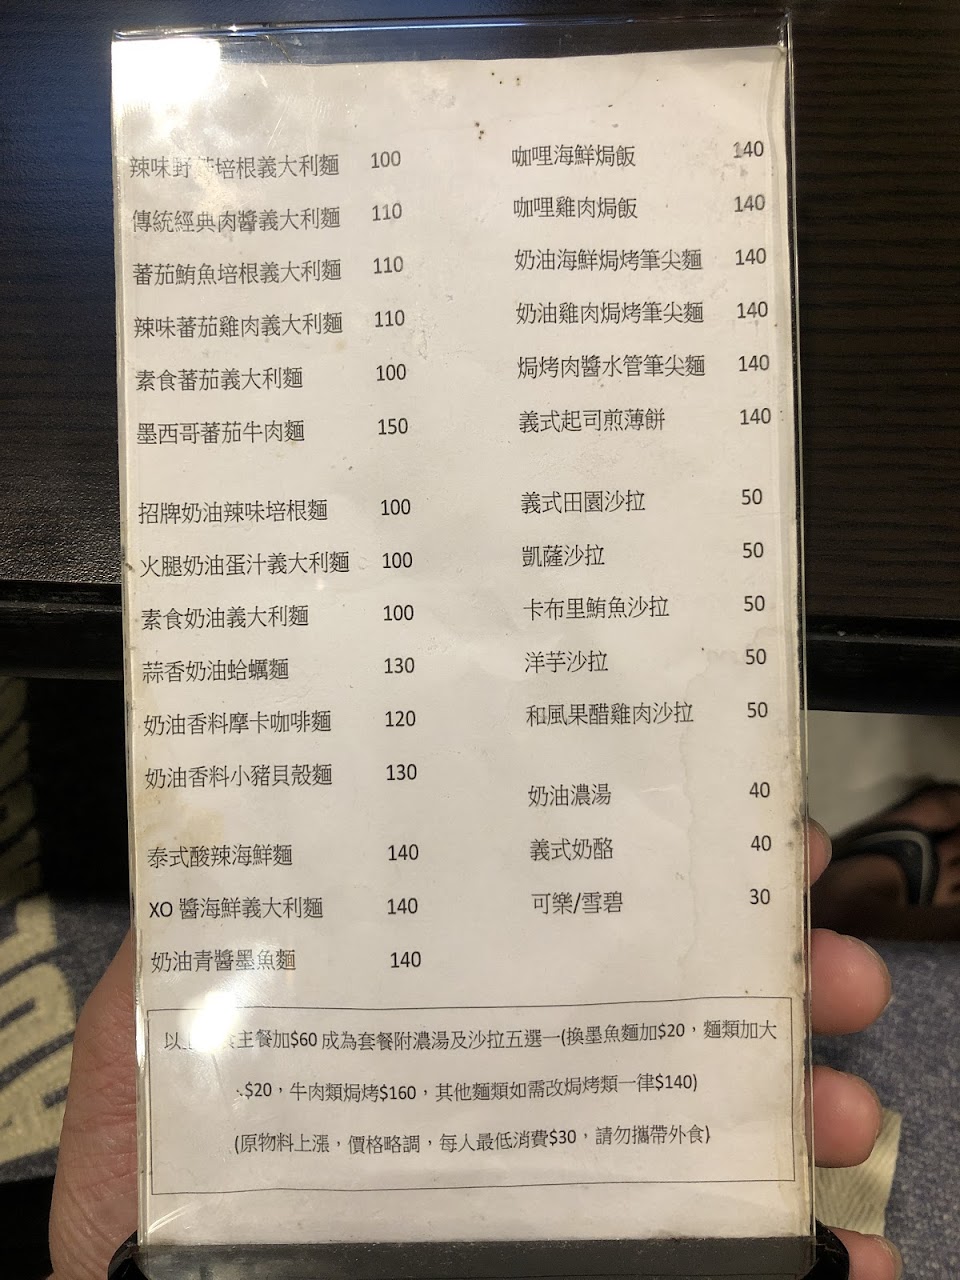 辣味野 培根義大利麵 100
傳統經典肉醬義大利麵 110
蕃茄鮪魚培根義大利麵 110
辣味蕃茄雞肉義大利麵 110
素食蕃茄義大利麵 100
墨西哥蕃茄牛肉麵 150
招牌奶油辣味培根麵 100
火腿奶油蛋汁義大利麵 100
素食奶油義大利麵 100
蒜香奶油蛤蠣麵 130
奶油香料摩卡咖啡麵 120
奶油香料小豬貝殼麵 130
泰式酸辣海鮮麵 140
XO 醬海鮮義大利麵 140
奶油青醬墨魚麵 140
咖哩海鮮焗飯 140
咖哩雞肉焗飯 140
奶油海鮮焗烤筆尖麵 140
奶油雞肉焗烤筆尖麵 140
焗烤肉醬水管筆尖麵 140
義式起司煎薄餅 140
義式田園沙拉 50
凱薩沙拉 50
卡布里鮪魚沙拉 50
洋芋沙拉 50
和風果醋雞肉沙拉 50
奶油濃湯 40
義式奶酪 40
可樂/雪碧 30
以 主餐加$60 成為套餐附濃湯及沙拉五選一(換墨魚麵加$20，麵類加大
$20，牛肉類焗烤$160，其他麵類如需改焗烤類一律$140)
(原物料上漲，價格略調，每人最低消費$30，請勿攜帶外食)